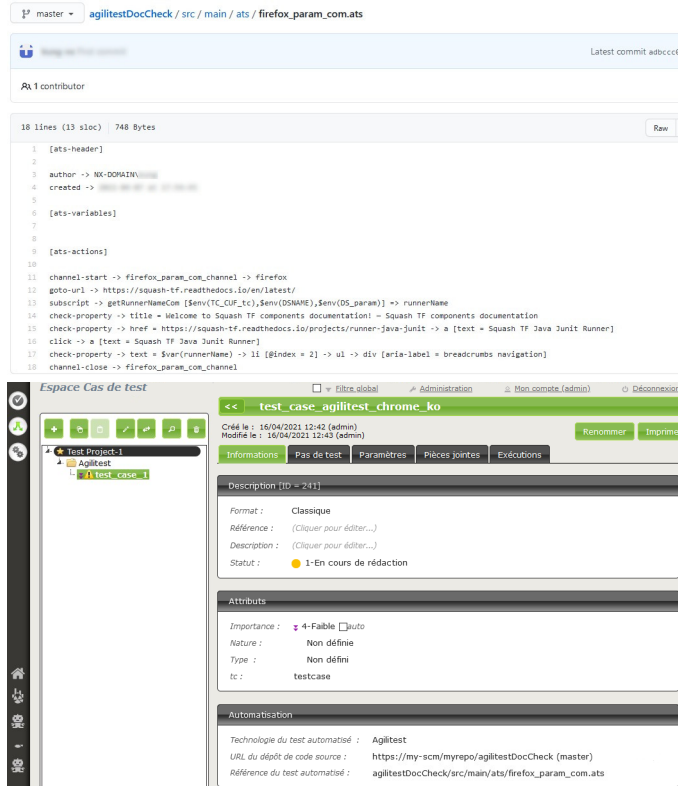 master agilitestDocCheck / src / main / ats / firefox_param_com.ats
Latest commit adbccc
1 contributor
18 lines (13 sloc) 748 Bytes Raw
1 [ats-header]
2
3 author -> NX-DOMAIN\
4 created ->
5
6 [ats-variables]
7
8
9 [ats-actions]
10
11 channel-start -> firefox_param_com_channel -> firefox
12 goto-url -> https://squash-tf.readthedocs.io/en/latest/
13 subscript -> getRunnerNameCom [$env(TC_CUF_tc),$env(DSNAME),$env(DS_param)] => runnerName
14 check-property -> title = Welcome to Squash TF components documentation! — Squash TF components documentation
15 check-property -> href = https://squash-tf.readthedocs.io/projects/runner-java-junit -> a [text = Squash TF Java Junit Runner]
16 click -> a [text = Squash TF Java Junit Runner]
17 check-property -> text = $var(runnerName) -> li [@index = 2] -> ul -> div [aria-label = breadcrumbs navigation]
18 channel-close -> firefox_param_com_channel
Espace Cas de test Filtre global Administration Mon compte (admin) Déconnexion
<< test_case_agilitest_chrome_ko
Créé le : 16/04/2021 12:42 (admin)
Modifié le : 16/04/2021 12:43 (admin)
Renommer Imprime
Test Project-1
Agilitest
test_case_1
Informations Pas de test Paramètres Pièces jointes Exécutions
Description [ID = 241]
Format : Classique
Référence : (Cliquer pour éditer...)
Description : (Cliquer pour éditer...)
Statut : 1-En cours de rédaction
Attributs
Importance : 4-Faible auto
Nature : Non définie
Type : Non défini
tc : testcase
Automatisation
Technologie du test automatisé : Agilitest
URL du dépôt de code source : https://my-scm/myrepo/agilitestDocCheck (master)
Référence du test automatisé : agilitestDocCheck/src/main/ats/firefox_param_com.ats